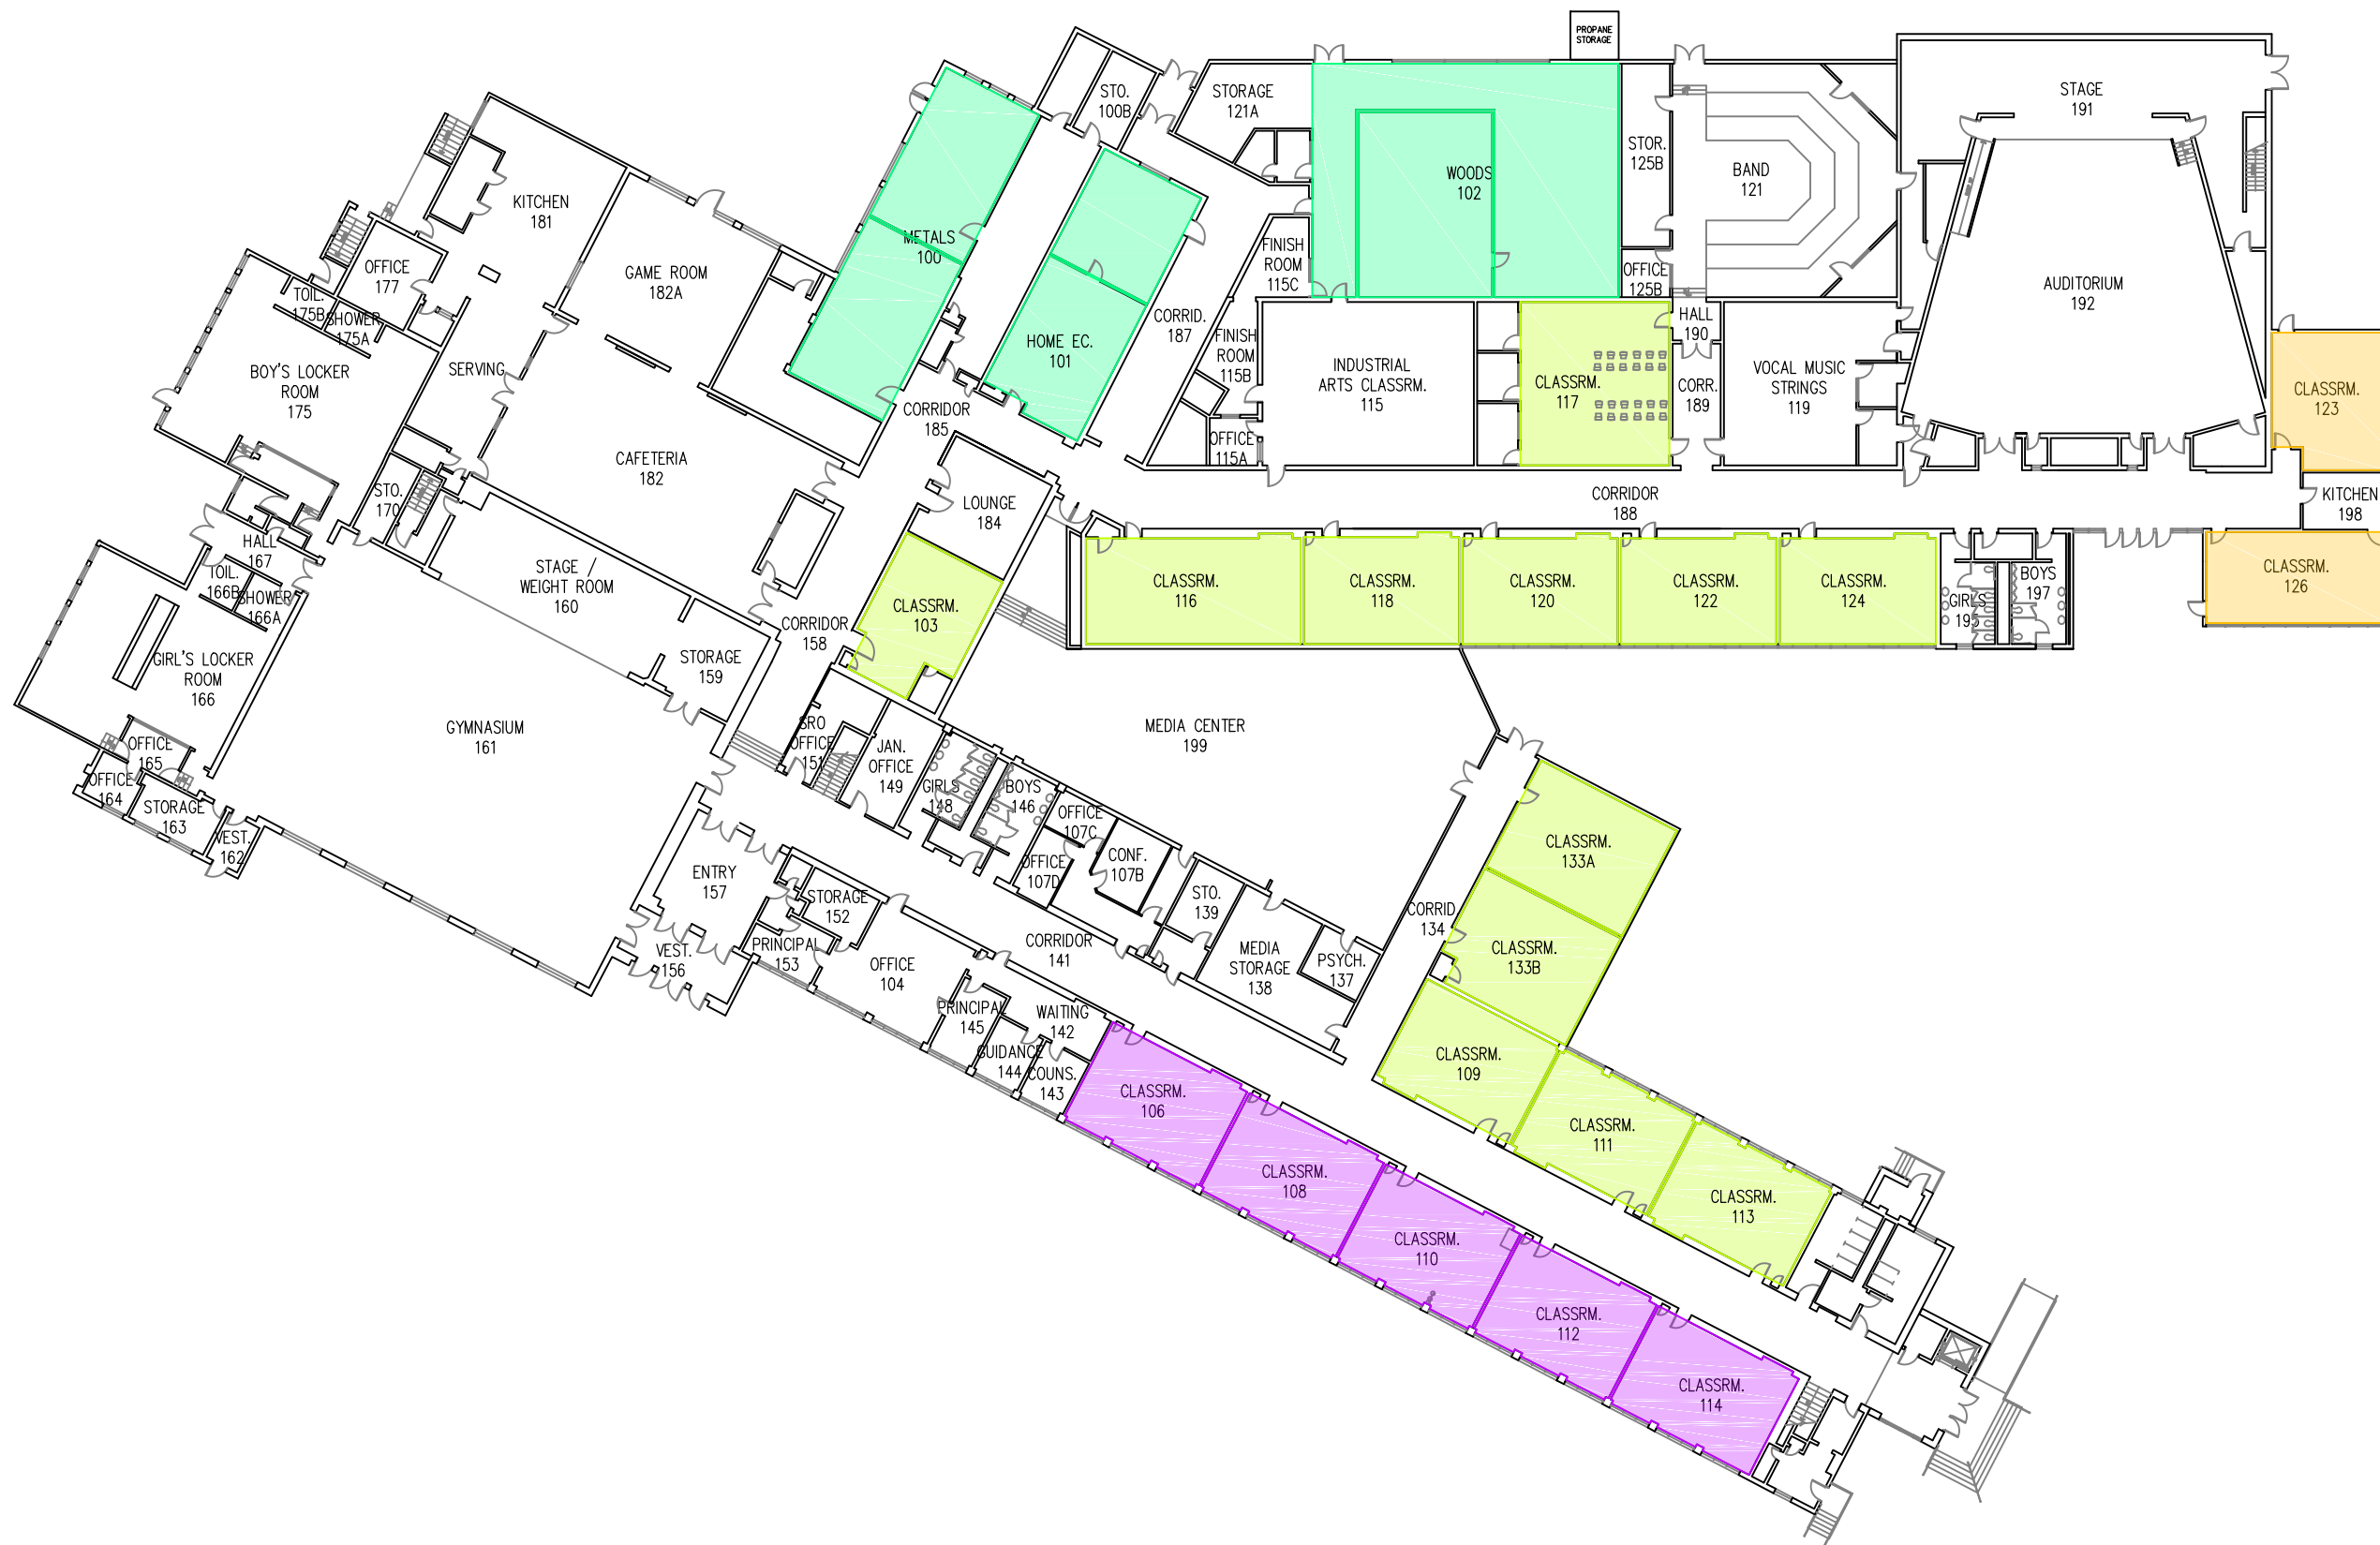 PROPANE
STORAGE
STO.
100B
STORAGE
121A
WOODS
102
STOR.
125B
BAND
121
STAGE
191
KITCHEN
181
OFFICE
177
GAME ROOM
182A
METALS
100
FINISH
ROOM
115C
OFFICE
125B
AUDITORIUM
192
TOIL.
175B
SHOWER
175A
BOY'S LOCKER
ROOM
175
SERVING
HOME EC.
101
CORRID.
187
FINISH
ROOM
115B
INDUSTRIAL
ARTS CLASSRM.
115
CLASSRM.
117
HALL
190
CORR.
189
VOCAL MUSIC
STRINGS
119
CLASSRM.
123
CORRIDOR
185
OFFICE
115A
CAFETERIA
182
STO.
170
LOUNGE
184
CORRIDOR
188
KITCHEN
198
HALL
167
TOIL.
166B
SHOWER
166A
STAGE /
WEIGHT ROOM
160
CLASSRM.
103
CLASSRM.
116
CLASSRM.
118
CLASSRM.
120
CLASSRM.
122
CLASSRM.
124
GIRLS
195
BOYS
197
CLASSRM.
126
CORRIDOR
158
GIRL'S LOCKER
ROOM
166
STORAGE
159
GYMNASIUM
161
MEDIA CENTER
199
OFFICE
165
OFFICE
164
STORAGE
163
VEST.
162
SRO
OFFICE
151
JAN.
OFFICE
149
GIRLS
148
BOYS
146
OFFICE
107C
OFFICE
107D
CONF.
107B
STO.
139
CLASSRM.
133A
ENTRY
157
STORAGE
152
PRINCIPAL
153
VEST.
156
OFFICE
104
CORRIDOR
141
MEDIA
STORAGE
138
PSYCH.
137
CORRID
134
CLASSRM.
133B
PRINCIPAL
145
WAITING
142
GUIDANCE
144
COUNS.
143
CLASSRM.
109
CLASSRM.
106
CLASSRM.
111
CLASSRM.
108
CLASSRM.
113
CLASSRM.
110
CLASSRM.
112
CLASSRM.
114